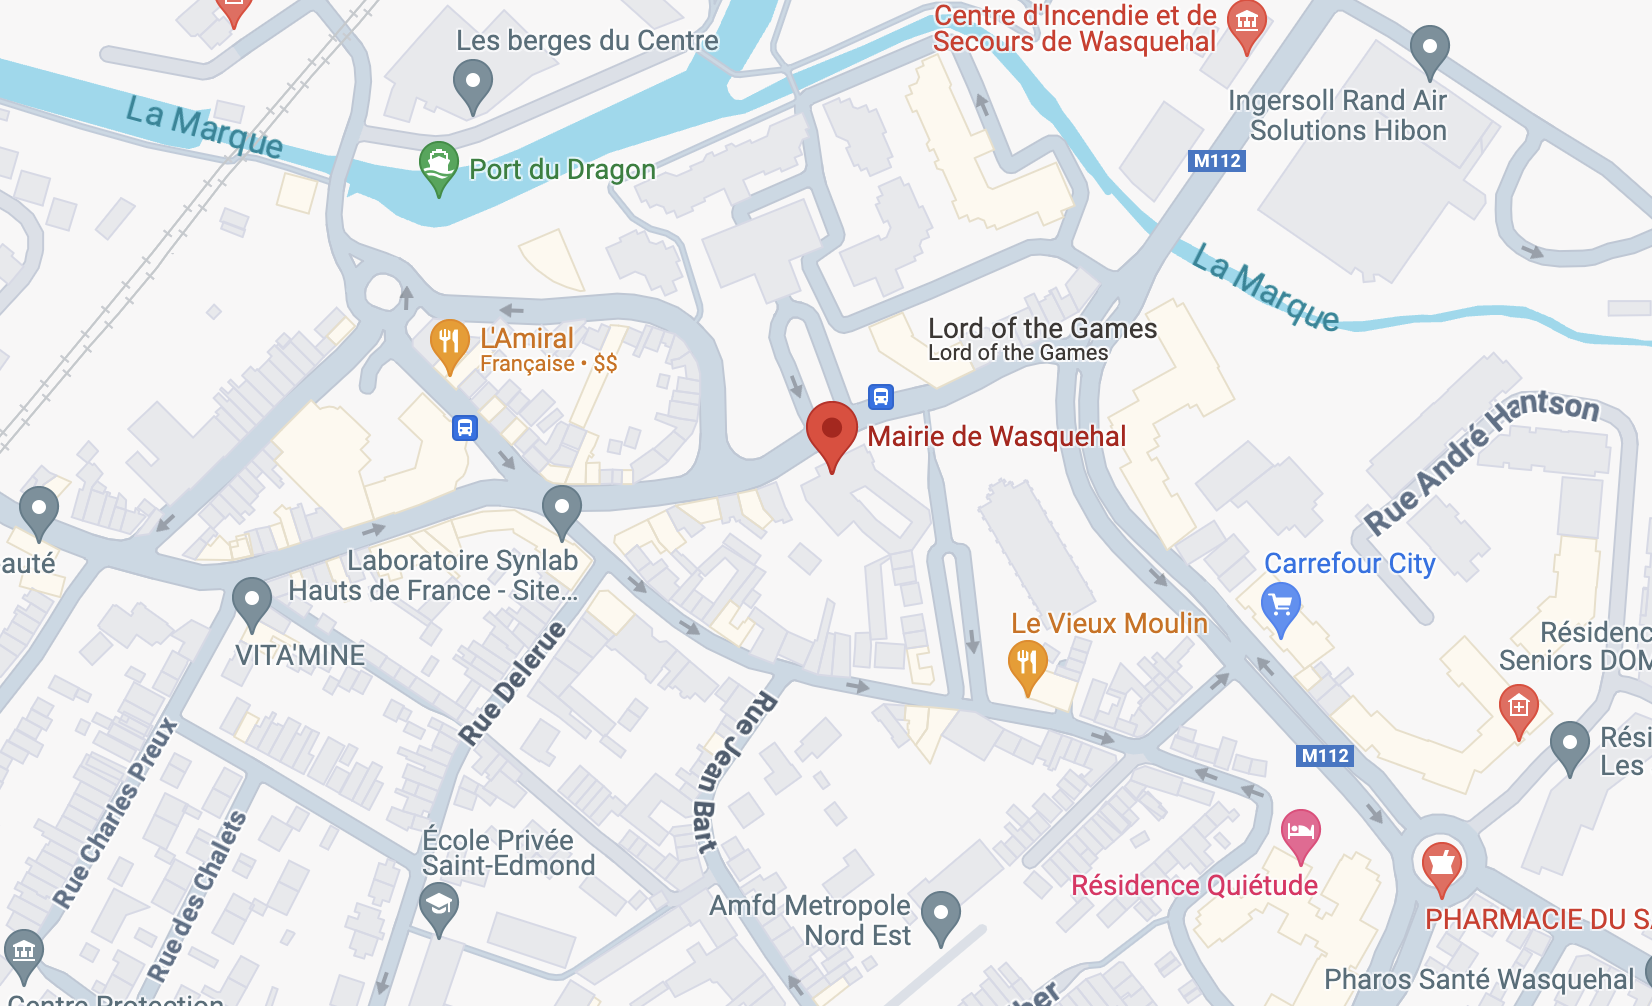 Centre d'Incendie et de
Secours de Wasquehal
Les berges du Centre
Ingersoll Rand Air
Solutions Hibon
La Marque
M112
Port du Dragon
La Marque
L'Amiral
Française • $$
Lord of the Games
Lord of the Games
Mairie de Wasquehal
Rue André Hantson
auté
Laboratoire Synlab
Hauts de France - Site...
Carrefour City
Le Vieux Moulin
Résidenc
Seniors DOM
VITA'MINE
Rue Delerue
Rue Jean Bart
Rue Charles Preux
Rue des Chalets
M112
Rési
Les
École Privée
Saint-Edmond
Résidence Quiétude
Amfd Metropole
Nord Est
PHARMACIE DU SA
Pharos Santé Wasquehal
Centre Protection
ber